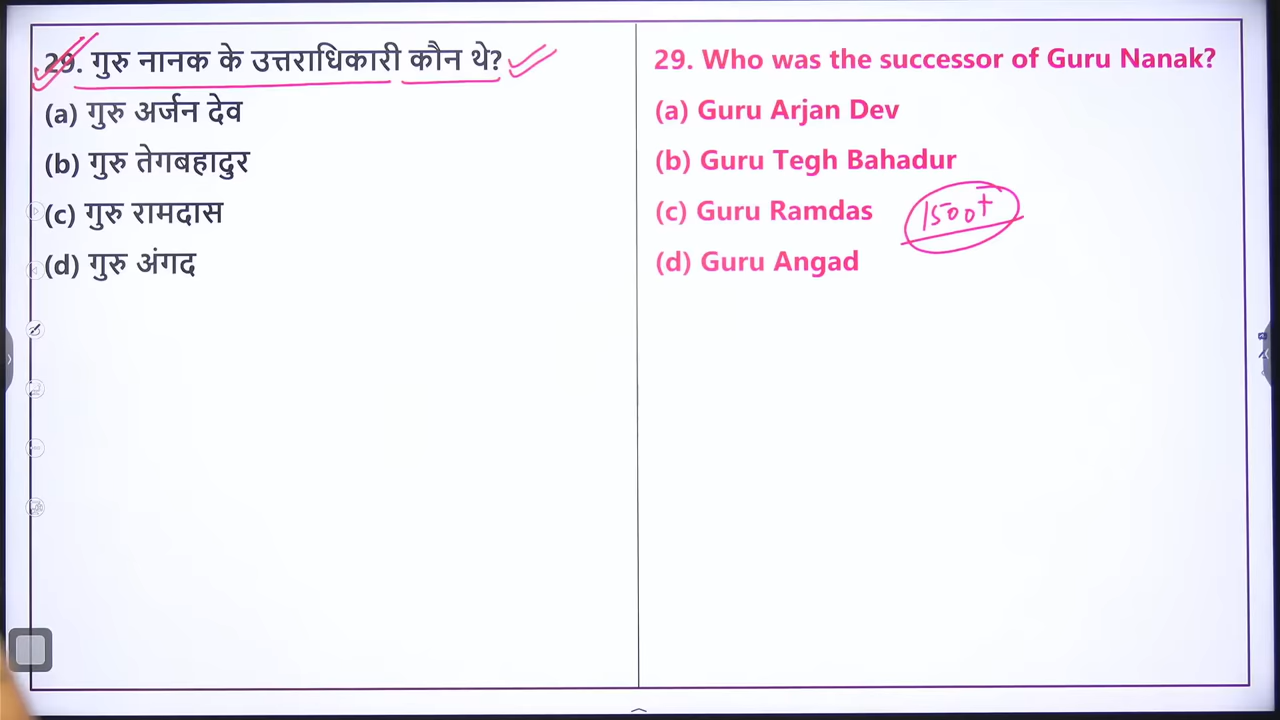 29. गुरु नानक के उत्तराधिकारी कौन थे?
(a) गुरु अर्जन देव
(b) गुरु तेगबहादुर
(c) गुरु रामदास
(d) गुरु अंगद
29. Who was the successor of Guru Nanak?
(a) Guru Arjan Dev
(b) Guru Tegh Bahadur
(c) Guru Ramdas
1500+
(d) Guru Angad